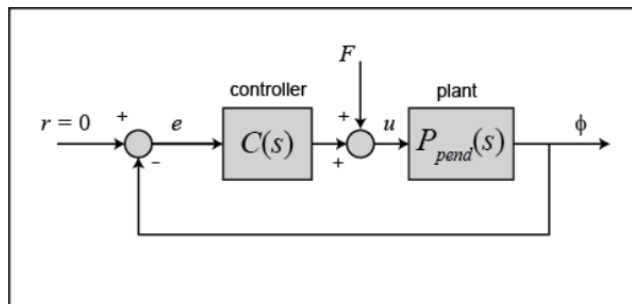 F
controller
plant
r = 0
+
e
C(s)
+
u
P_pend(s)
ϕ
−
+